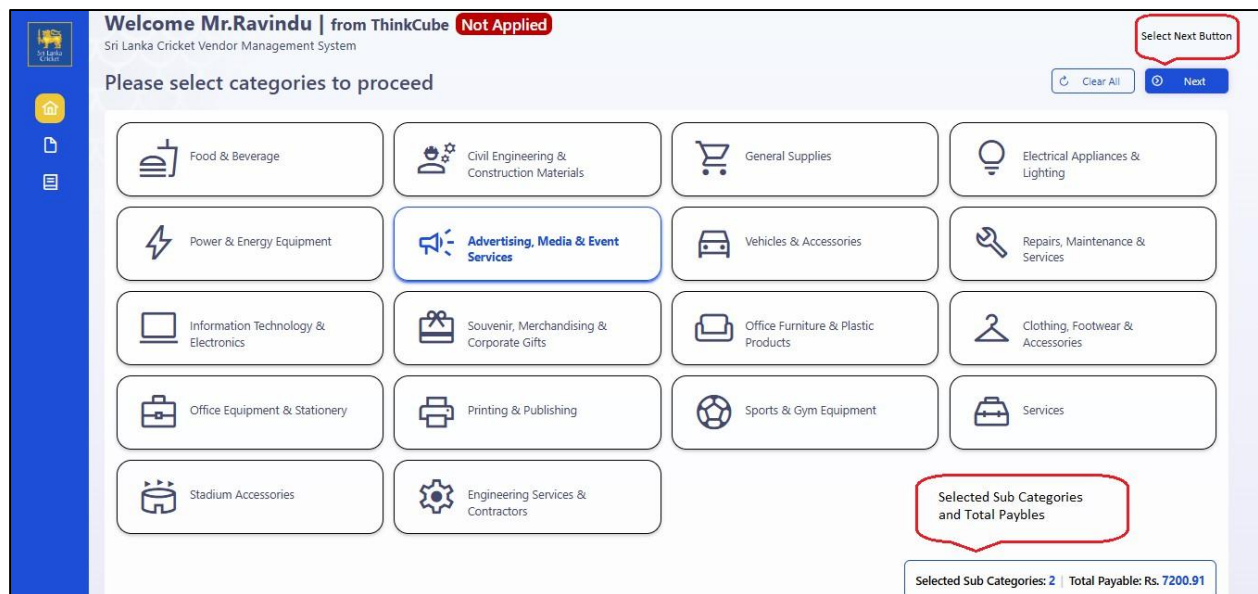 Welcome Mr.Ravindu | from ThinkCube Not Applied
Sri Lanka Cricket Vendor Management System
Select Next Button
Sri Lanka
Cricket
Please select categories to proceed
Clear All
Next
Food & Beverage
Civil Engineering &
Construction Materials
General Supplies
Electrical Appliances &
Lighting
Power & Energy Equipment
Advertising, Media & Event
Services
Vehicles & Accessories
Repairs, Maintenance &
Services
Information Technology &
Electronics
Souvenir, Merchandising &
Corporate Gifts
Office Furniture & Plastic
Products
Clothing, Footwear &
Accessories
Office Equipment & Stationery
Printing & Publishing
Sports & Gym Equipment
Services
Stadium Accessories
Engineering Services &
Contractors
Selected Sub Categories
and Total Paybles
Selected Sub Categories: 2 | Total Payable: Rs. 7200.91